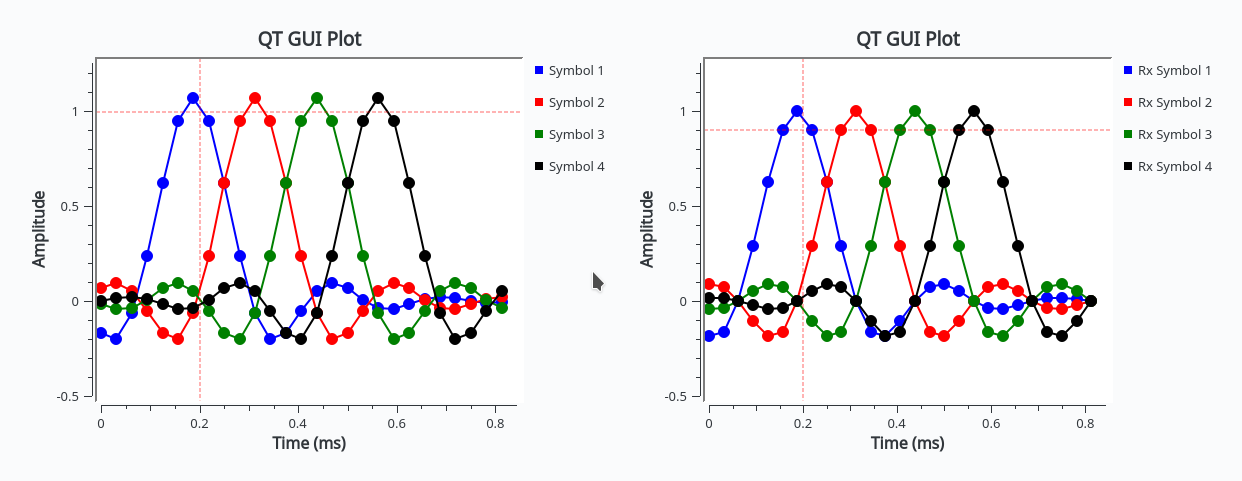 QT GUI Plot
Amplitude
1
0.5
0
-0.5
0
0.2
0.4
0.6
0.8
Time (ms)
Symbol 1
Symbol 2
Symbol 3
Symbol 4
QT GUI Plot
Amplitude
1
0.5
0
-0.5
0
0.2
0.4
0.6
0.8
Time (ms)
Rx Symbol 1
Rx Symbol 2
Rx Symbol 3
Rx Symbol 4